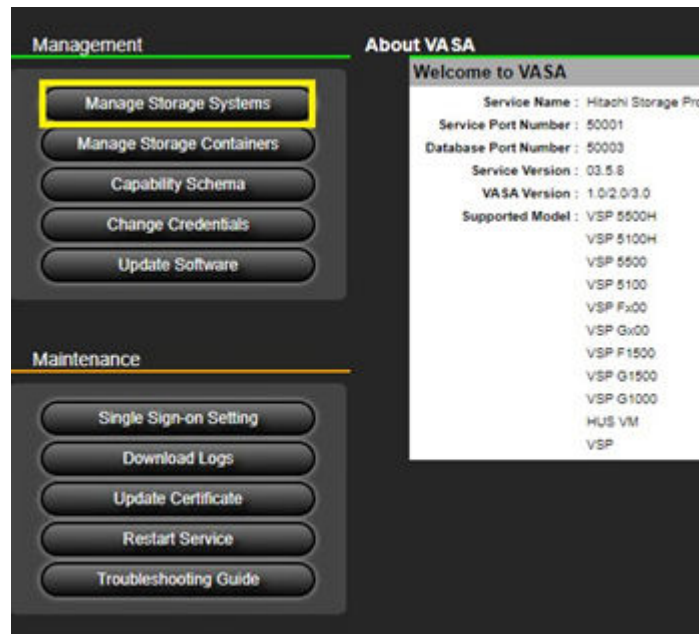 Management
Manage Storage Systems
Manage Storage Containers
Capability Schema
Change Credentials
Update Software
Maintenance
Single Sign-on Setting
Download Logs
Update Certificate
Restart Service
Troubleshooting Guide
About VASA
Welcome to VASA
Service Name : Hitachi Storage Pro
Service Port Number : 50001
Database Port Number : 50003
Service Version : 03.5.8
VASA Version : 1.0/2.0/3.0
Supported Model : VSP 5500H
VSP 5100H
VSP 5500
VSP 5100
VSP Fx00
VSP Gx00
VSP F1500
VSP G1500
VSP G1000
HUS VM
VSP